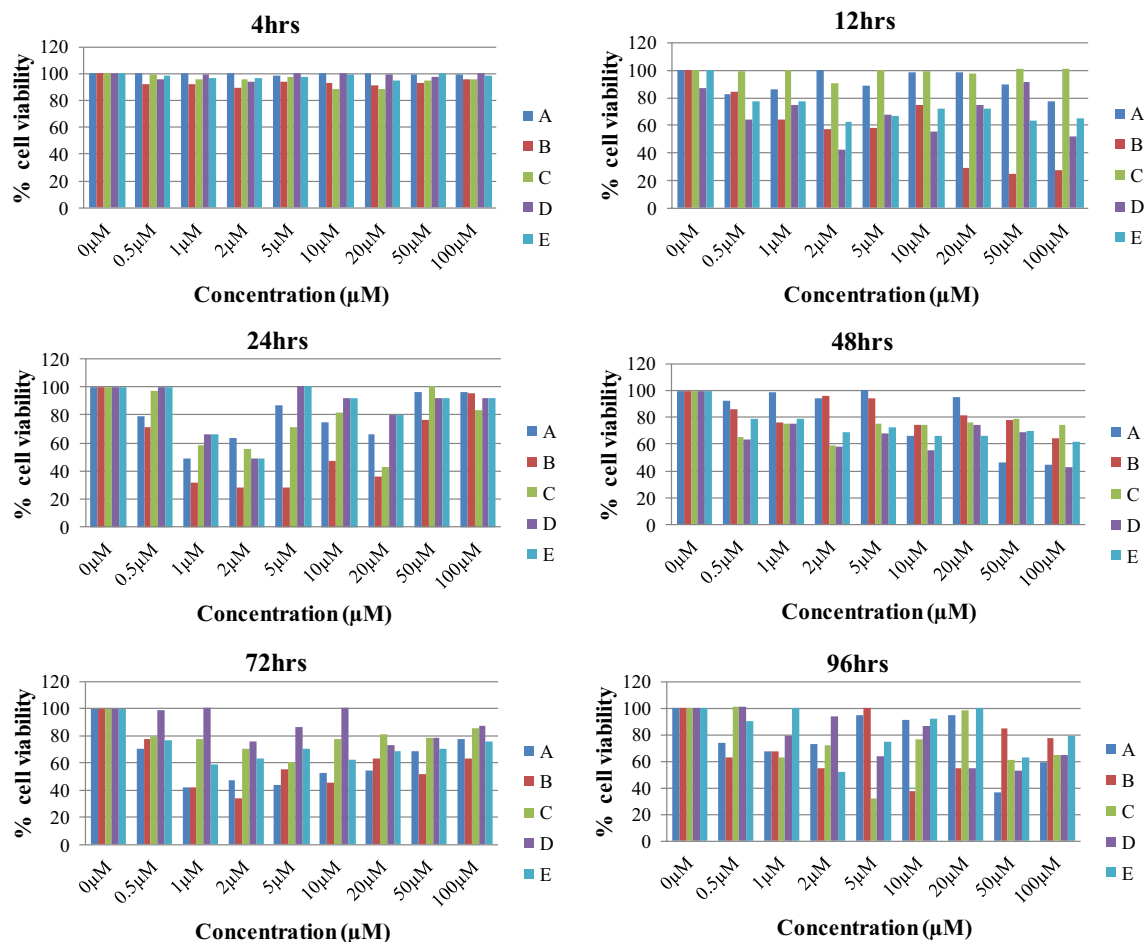 4hrs
% cell viability
120
100
80
60
40
20
0
0µM
0.5µM
1µM
2µM
5µM
10µM
20µM
50µM
100µM
Concentration (µM)
A
B
C
D
E
12hrs
% cell viability
120
100
80
60
40
20
0
0µM
0.5µM
1µM
2µM
5µM
10µM
20µM
50µM
100µM
Concentration (µM)
A
B
C
D
E
24hrs
% cell viability
120
100
80
60
40
20
0
0µM
0.5µM
1µM
2µM
5µM
10µM
20µM
50µM
100µM
Concentration (µM)
A
B
C
D
E
48hrs
% cell viability
120
100
80
60
40
20
0
0µM
0.5µM
1µM
2µM
5µM
10µM
20µM
50µM
100µM
Concentration (µM)
A
B
C
D
E
72hrs
% cell viability
120
100
80
60
40
20
0
0µM
0.5µM
1µM
2µM
5µM
10µM
20µM
50µM
100µM
Concentration (µM)
A
B
C
D
E
96hrs
% cell viability
120
100
80
60
40
20
0
0µM
0.5µM
1µM
2µM
5µM
10µM
20µM
50µM
100µM
Concentration (µM)
A
B
C
D
E